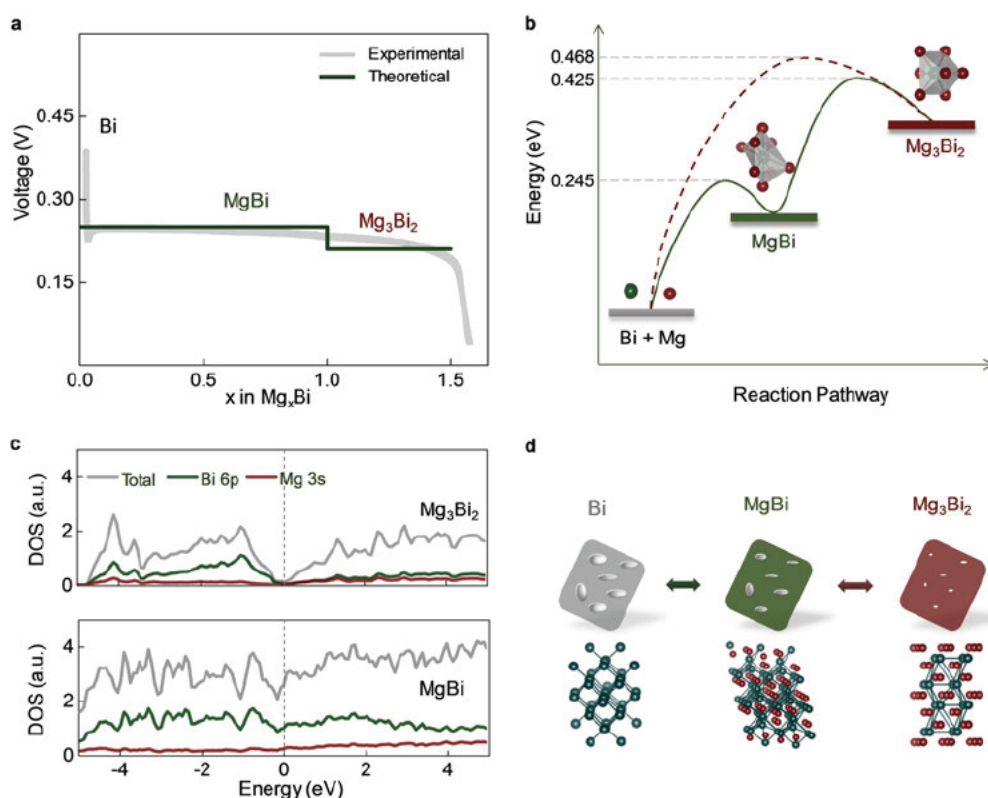 a
Experimental
Theoretical
Bi
MgBi
Mg₃Bi₂
Voltage (V)
0.45
0.30
0.15
0.0 0.5 1.0 1.5
x in MgₓBi
b
0.468
0.425
0.245
Energy (eV)
Mg₃Bi₂
MgBi
Bi + Mg
Reaction Pathway
c
Total Bi 6p Mg 3s
Mg₃Bi₂
DOS (a.u.)
4
2
0
MgBi
DOS (a.u.)
4
2
0
-4 -2 0 2 4
Energy (eV)
d
Bi MgBi Mg₃Bi₂